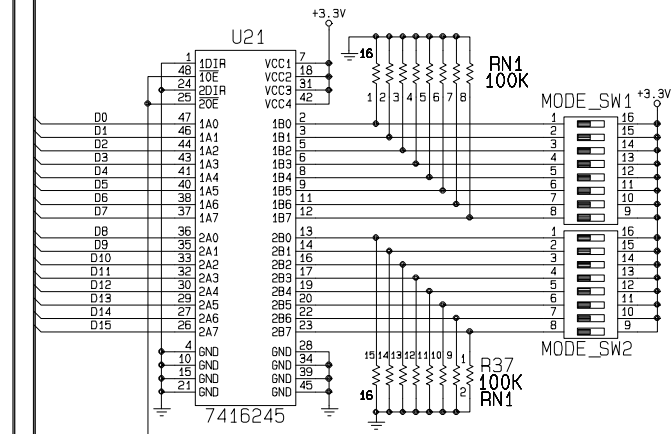 +3.3V
U21
16
RN1
100K
+3.3V
MODE_SW1
1 1DIR VCC1 7
48 1OE VCC2 18
24 2DIR VCC3 31
25 2OE VCC4 42
1 2 3 4 5 6 7 8
D0 47 1A0 1B0 2 1 16
D1 46 1A1 1B1 3 2 15
D2 44 1A2 1B2 5 3 14
D3 43 1A3 1B3 6 4 13
D4 41 1A4 1B4 8 5 12
D5 40 1A5 1B5 9 6 11
D6 38 1A6 1B6 11 7 10
D7 37 1A7 1B7 12 8 9
D8 36 2A0 2B0 13 1 16
D9 35 2A1 2B1 14 2 15
D10 33 2A2 2B2 16 3 14
D11 32 2A3 2B3 17 4 13
D12 30 2A4 2B4 19 5 12
D13 29 2A5 2B5 20 6 11
D14 27 2A6 2B6 22 7 10
D15 26 2A7 2B7 23 8 9
MODE_SW2
4 GND GND 28
10 GND GND 34
15 GND GND 39
21 GND GND 45
15 14 13 12 11 10 9 1
R37
100K
16 2
RN1
7416245